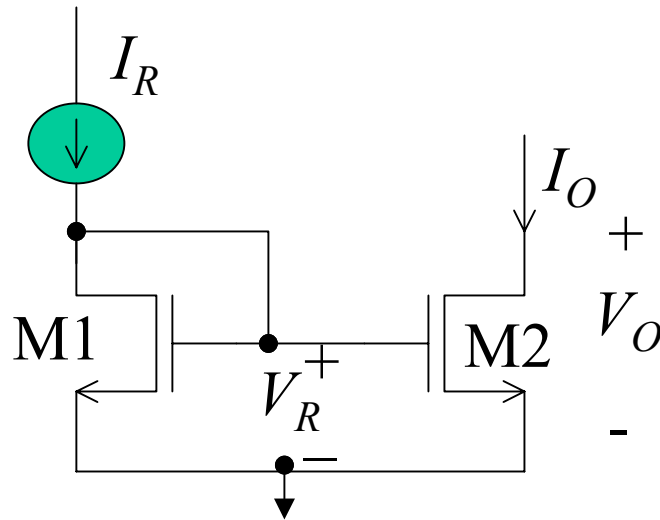 I_R
I_O
+
M1
M2
V_O
+
V_R
-
–